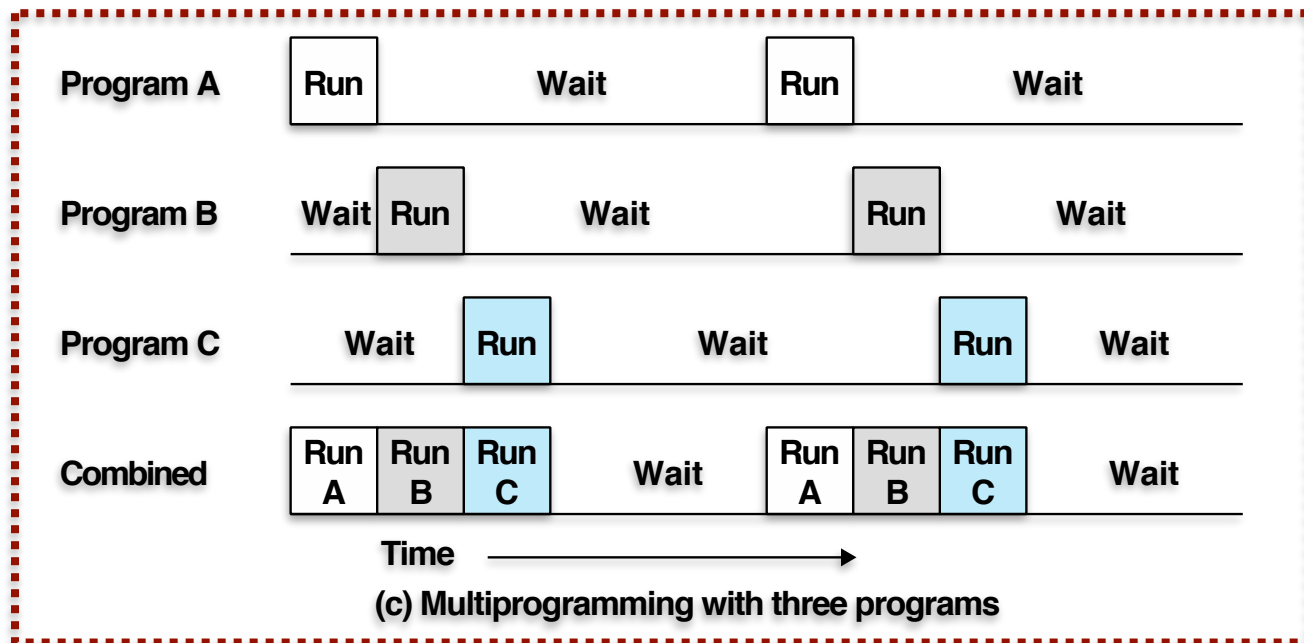 Program A Run Wait Run Wait
Program B Wait Run Wait Run Wait
Program C Wait Run Wait Run Wait
Combined Run A Run B Run C Wait Run A Run B Run C Wait
Time
(c) Multiprogramming with three programs